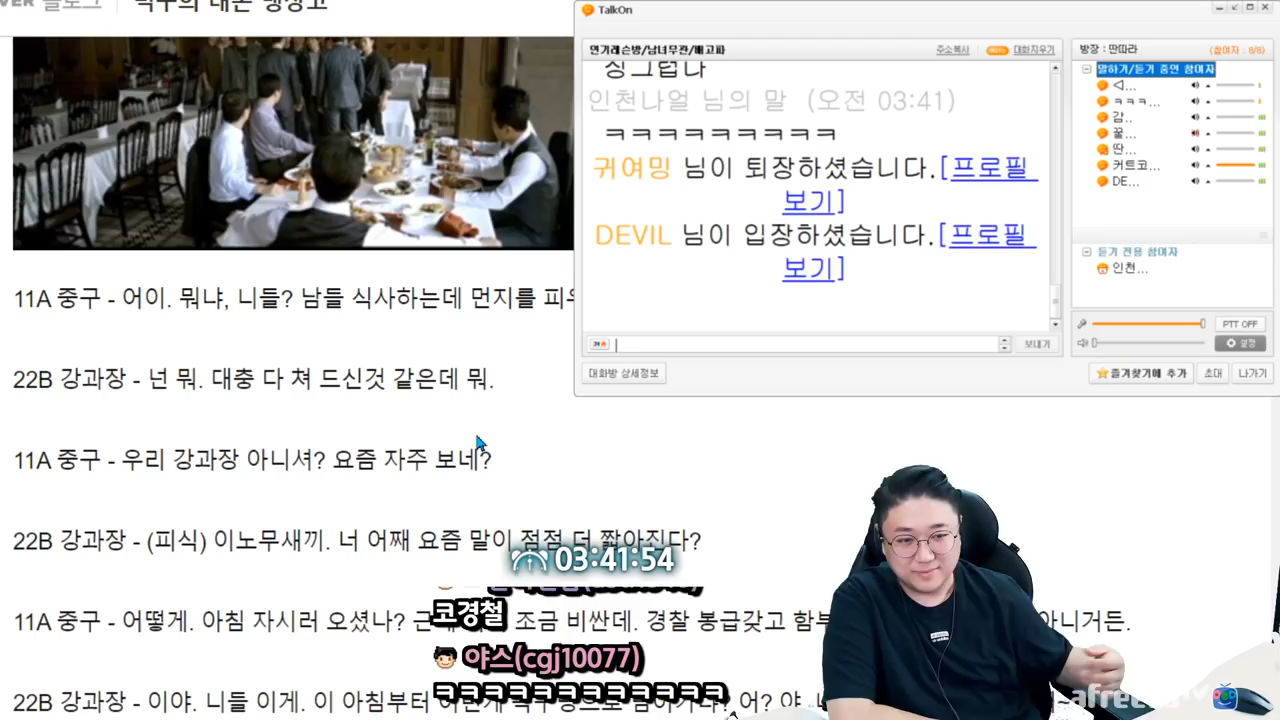 블로그
TalkOn
연기레슨방/남녀무관/배고파
주소복사
대화지우기
싱그럽나
인천나얼 님의 말 (오전 03:41)
ㅋㅋㅋㅋㅋㅋㅋㅋㅋ
귀여밍 님이 퇴장하셨습니다.[프로필
보기]
DEVIL 님이 입장하셨습니다.[프로필
보기]
보내기
대화방 상세정보
방장 : 딴따라
(참여자 : 8/8)
말하기/듣기 중인 참여자
ㅋㅋㅋ...
감..
꿀...
딴...
커트코...
DE...
듣기 전용 참여자
인천...
PTT OFF
설정
즐겨찾기에 추가
초대
나가기
11A 중구 - 어이. 뭐냐, 니들? 남들 식사하는데 먼지를 피우
22B 강과장 - 넌 뭐. 대충 다 쳐 드신것 같은데 뭐.
11A 중구 - 우리 강과장 아니셔? 요즘 자주 보네?
22B 강과장 - (피식) 이노무새끼. 너 어째 요즘 말이 점점 더 짧아진다?
03:41:54
코경철
11A 중구 - 어떻게. 아침 자시러 오셨나? 조금 비싼데. 경찰 봉급갖고 함부 아니거든.
야스(cgj10077)
ㅋㅋㅋㅋㅋㅋㅋㅋㅋㅋㅋㅋ
22B 강과장 - 이야. 니들 이게. 이 아침부터 어? 야.
afreecaTV